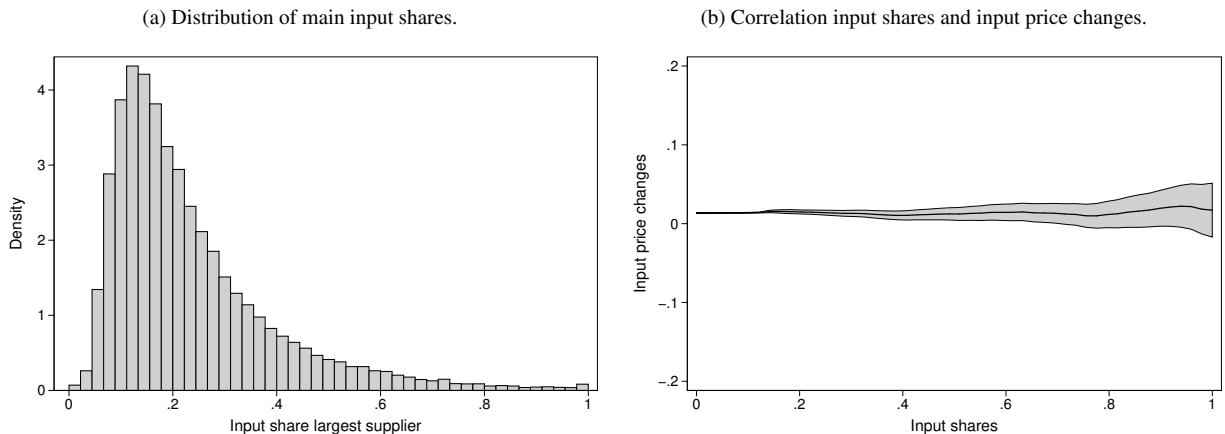 (a) Distribution of main input shares.
4
3
2
1
0
Density
0 .2 .4 .6 .8 1
Input share largest supplier
(b) Correlation input shares and input price changes.
.2
.1
0
−.1
−.2
Input price changes
0 .2 .4 .6 .8 1
Input shares